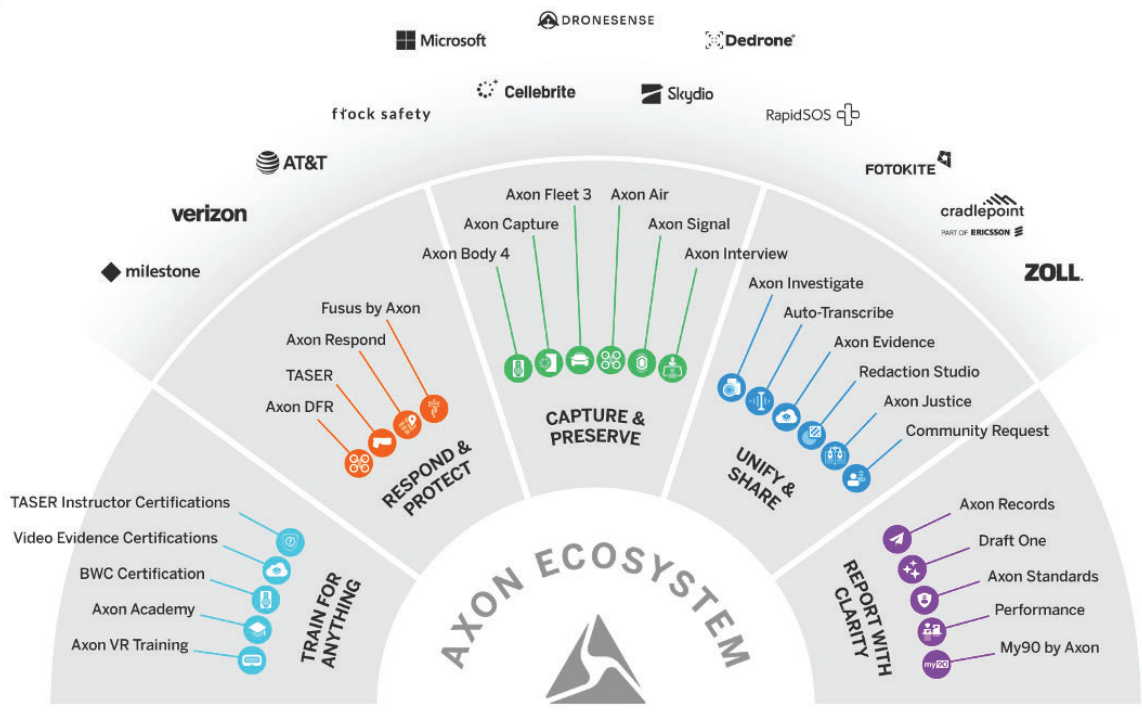 DRONESENSE
Microsoft
Dedrone
Cellebrite
Skydio
flock safety
RapidSOS
AT&T
FOTOKITE
verizon
cradlepoint
PART OF ERICSSON
milestone
ZOLL
TASER Instructor Certifications
Video Evidence Certifications
BWC Certification
Axon Academy
Axon VR Training
TRAIN FOR
ANYTHING
Fusus by Axon
Axon Respond
TASER
Axon DFR
RESPOND &
PROTECT
Axon Fleet 3
Axon Air
Axon Capture
Axon Signal
Axon Body 4
Axon Interview
CAPTURE &
PRESERVE
Axon Investigate
Auto-Transcribe
Axon Evidence
Redaction Studio
Axon Justice
Community Request
UNIFY &
SHARE
Axon Records
Draft One
Axon Standards
Performance
My90 by Axon
my90
REPORT WITH
CLARITY
AXON ECOSYSTEM